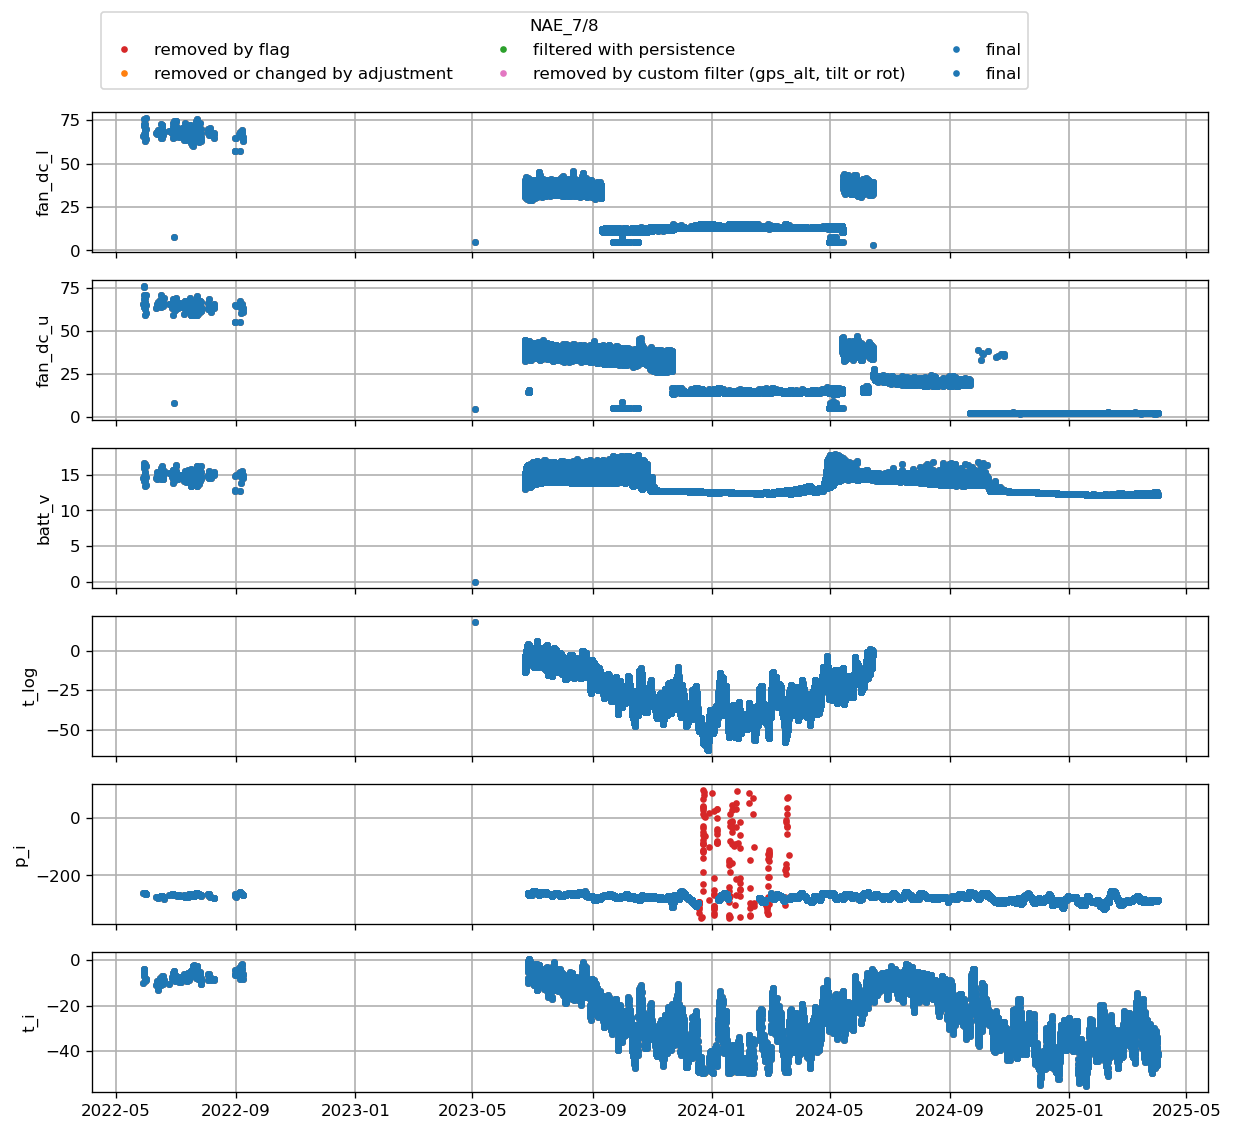 NAE_7/8
removed by flag
filtered with persistence
final
removed or changed by adjustment
removed by custom filter (gps_alt, tilt or rot)
final
75
50
25
0
fan_dc_l
75
50
25
0
fan_dc_u
15
10
5
0
batt_v
0
−25
−50
t_log
0
−200
p_i
0
−20
−40
t_i
2022-05 2022-09 2023-01 2023-05 2023-09 2024-01 2024-05 2024-09 2025-01 2025-05